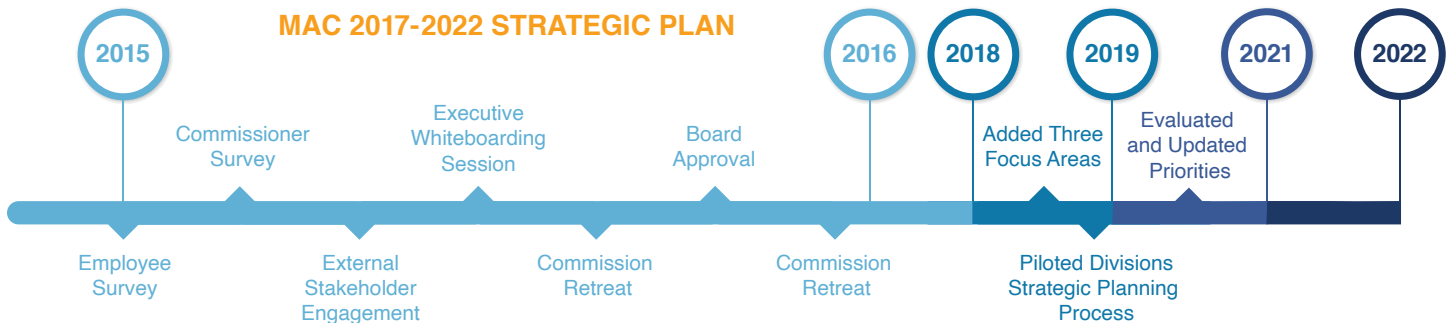 MAC 2017-2022 STRATEGIC PLAN
2015
2016
2018
2019
2021
2022
Commissioner
Survey
Executive
Whiteboarding
Session
Board
Approval
Added Three
Focus Areas
Evaluated
and Updated
Priorities
Employee
Survey
External
Stakeholder
Engagement
Commission
Retreat
Commission
Retreat
Piloted Divisions
Strategic Planning
Process